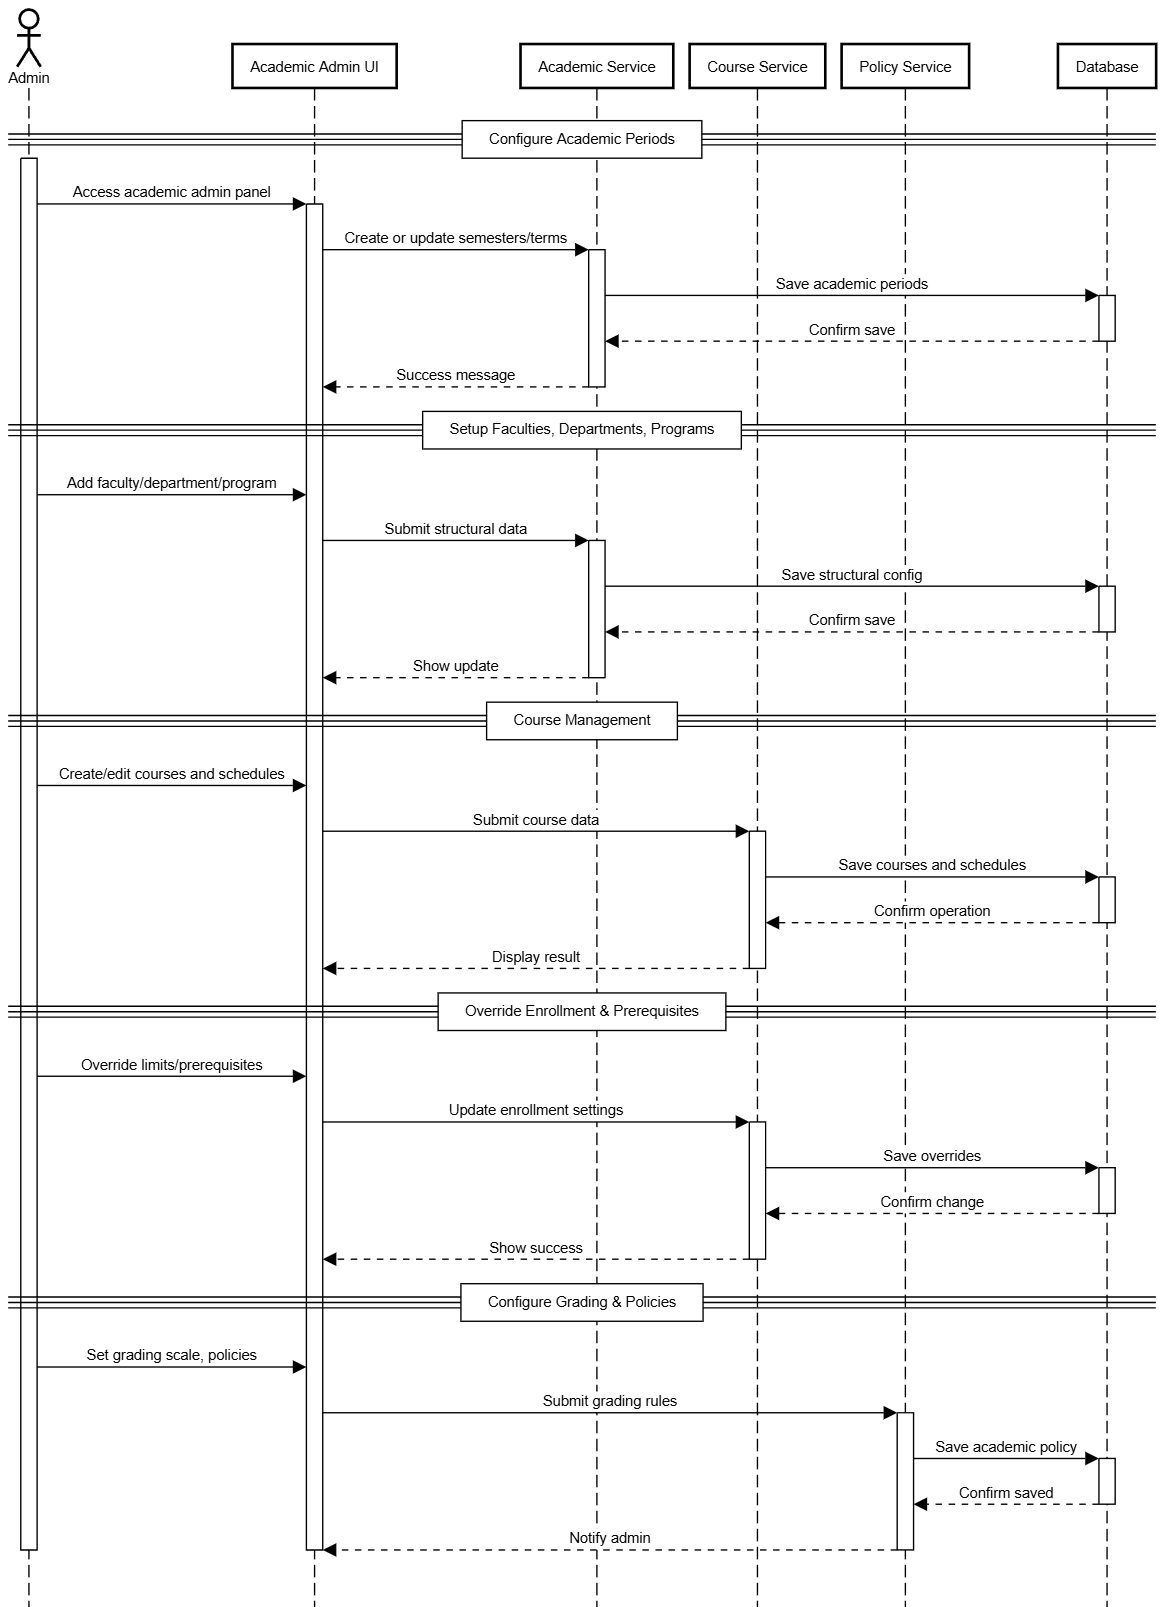 Admin
Academic Admin UI
Academic Service
Course Service
Policy Service
Database
Configure Academic Periods
Access academic admin panel
Create or update semesters/terms
Save academic periods
Confirm save
Success message
Setup Faculties, Departments, Programs
Add faculty/department/program
Submit structural data
Save structural config
Confirm save
Show update
Course Management
Create/edit courses and schedules
Submit course data
Save courses and schedules
Confirm operation
Display result
Override Enrollment & Prerequisites
Override limits/prerequisites
Update enrollment settings
Save overrides
Confirm change
Show success
Configure Grading & Policies
Set grading scale, policies
Submit grading rules
Save academic policy
Confirm saved
Notify admin